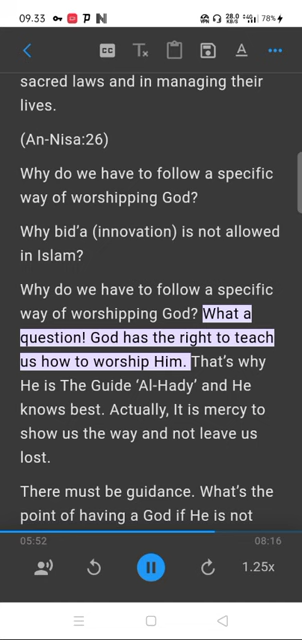 09.33
28.0
KB/S
78%
CC
A
sacred laws and in managing their
lives.
(An-Nisa:26)
Why do we have to follow a specific
way of worshipping God?
Why bid’a (innovation) is not allowed
in Islam?
Why do we have to follow a specific
way of worshipping God? What a
question! God has the right to teach
us how to worship Him. That’s why
He is The Guide ‘Al-Hady’ and He
knows best. Actually, It is mercy to
show us the way and not leave us
lost.
There must be guidance. What’s the
point of having a God if He is not
05:52
08:16
1.25x